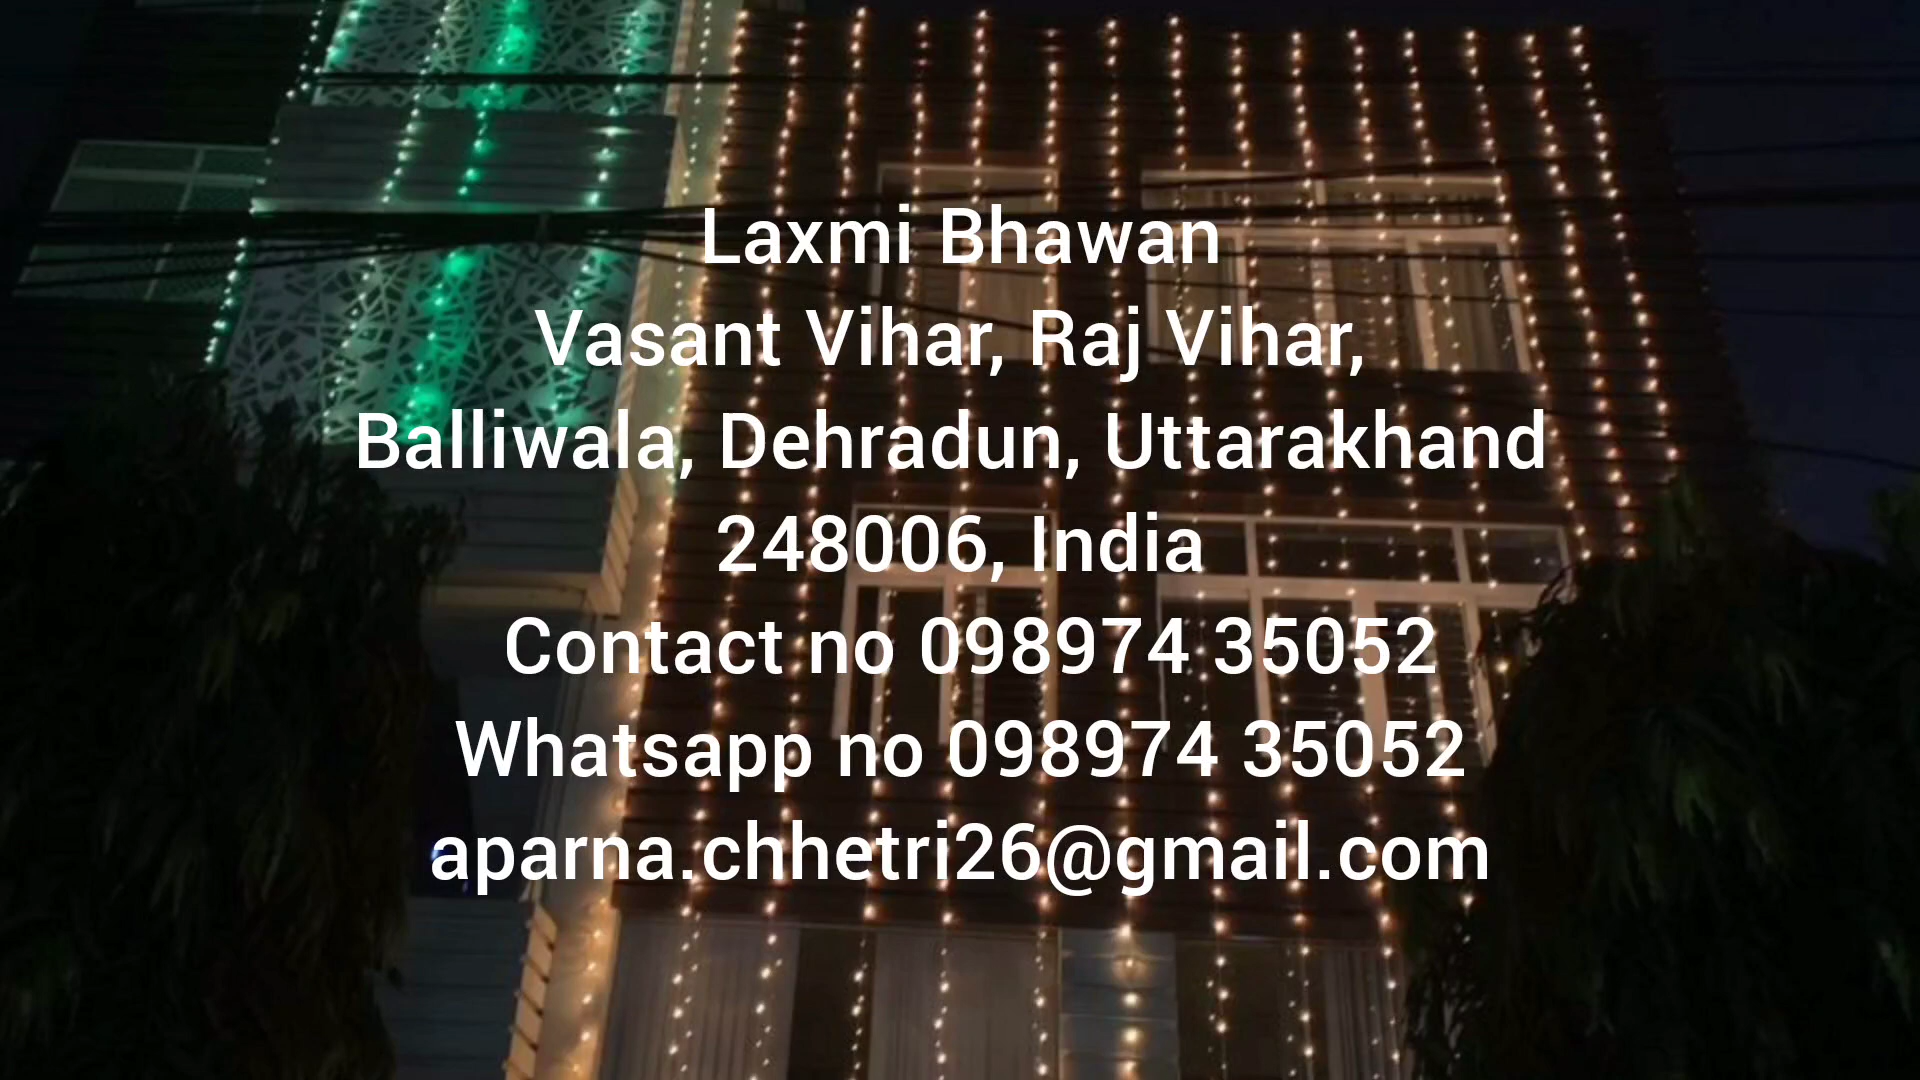 Laxmi Bhawan
Vasant Vihar, Raj Vihar,
Balliwala, Dehradun, Uttarakhand
248006, India
Contact no 098974 35052
Whatsapp no 098974 35052
aparna.chhetri26@gmail.com